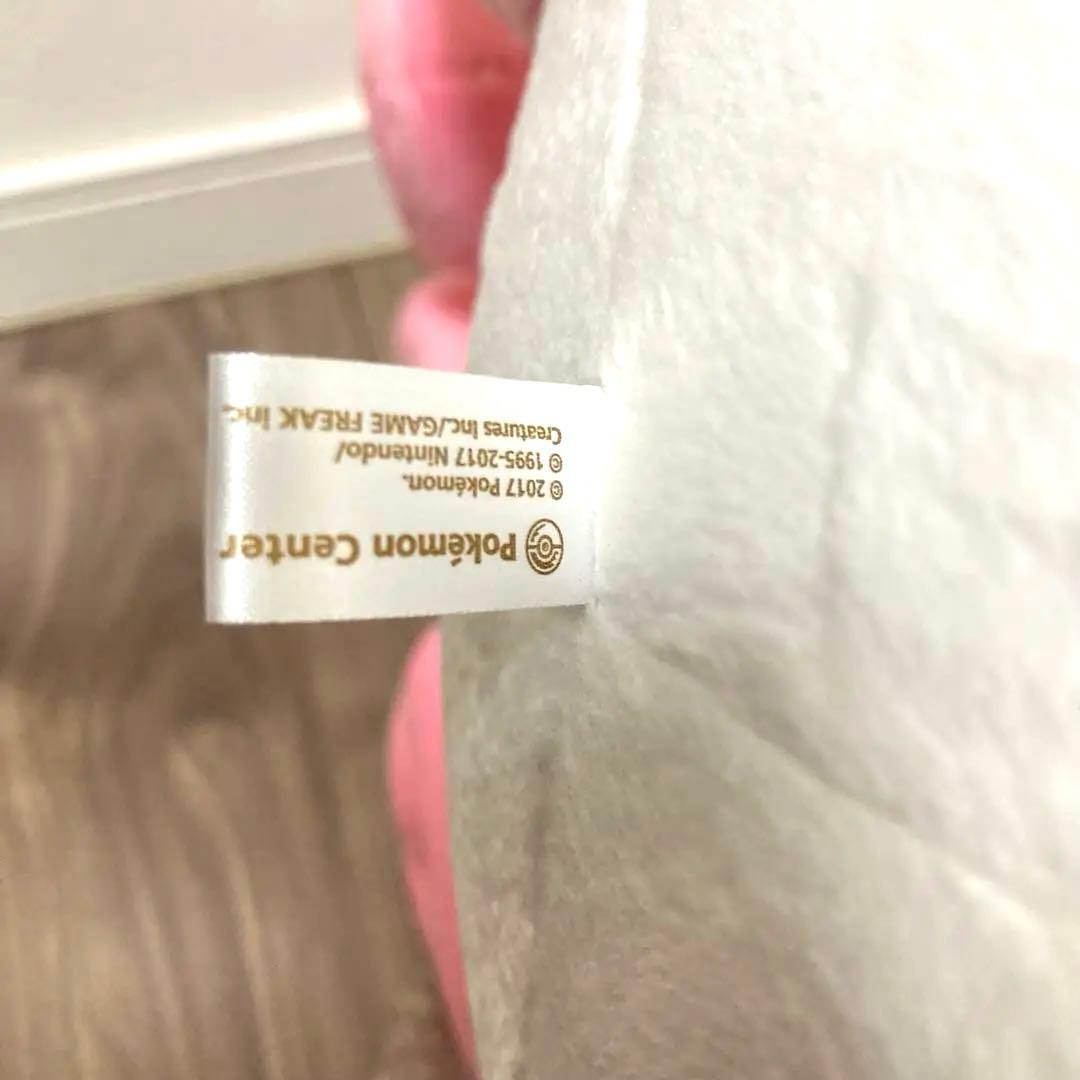 Pokémon Center
© 2017 Pokémon.
© 1995-2017 Nintendo/
Creatures Inc./GAME FREAK Inc.